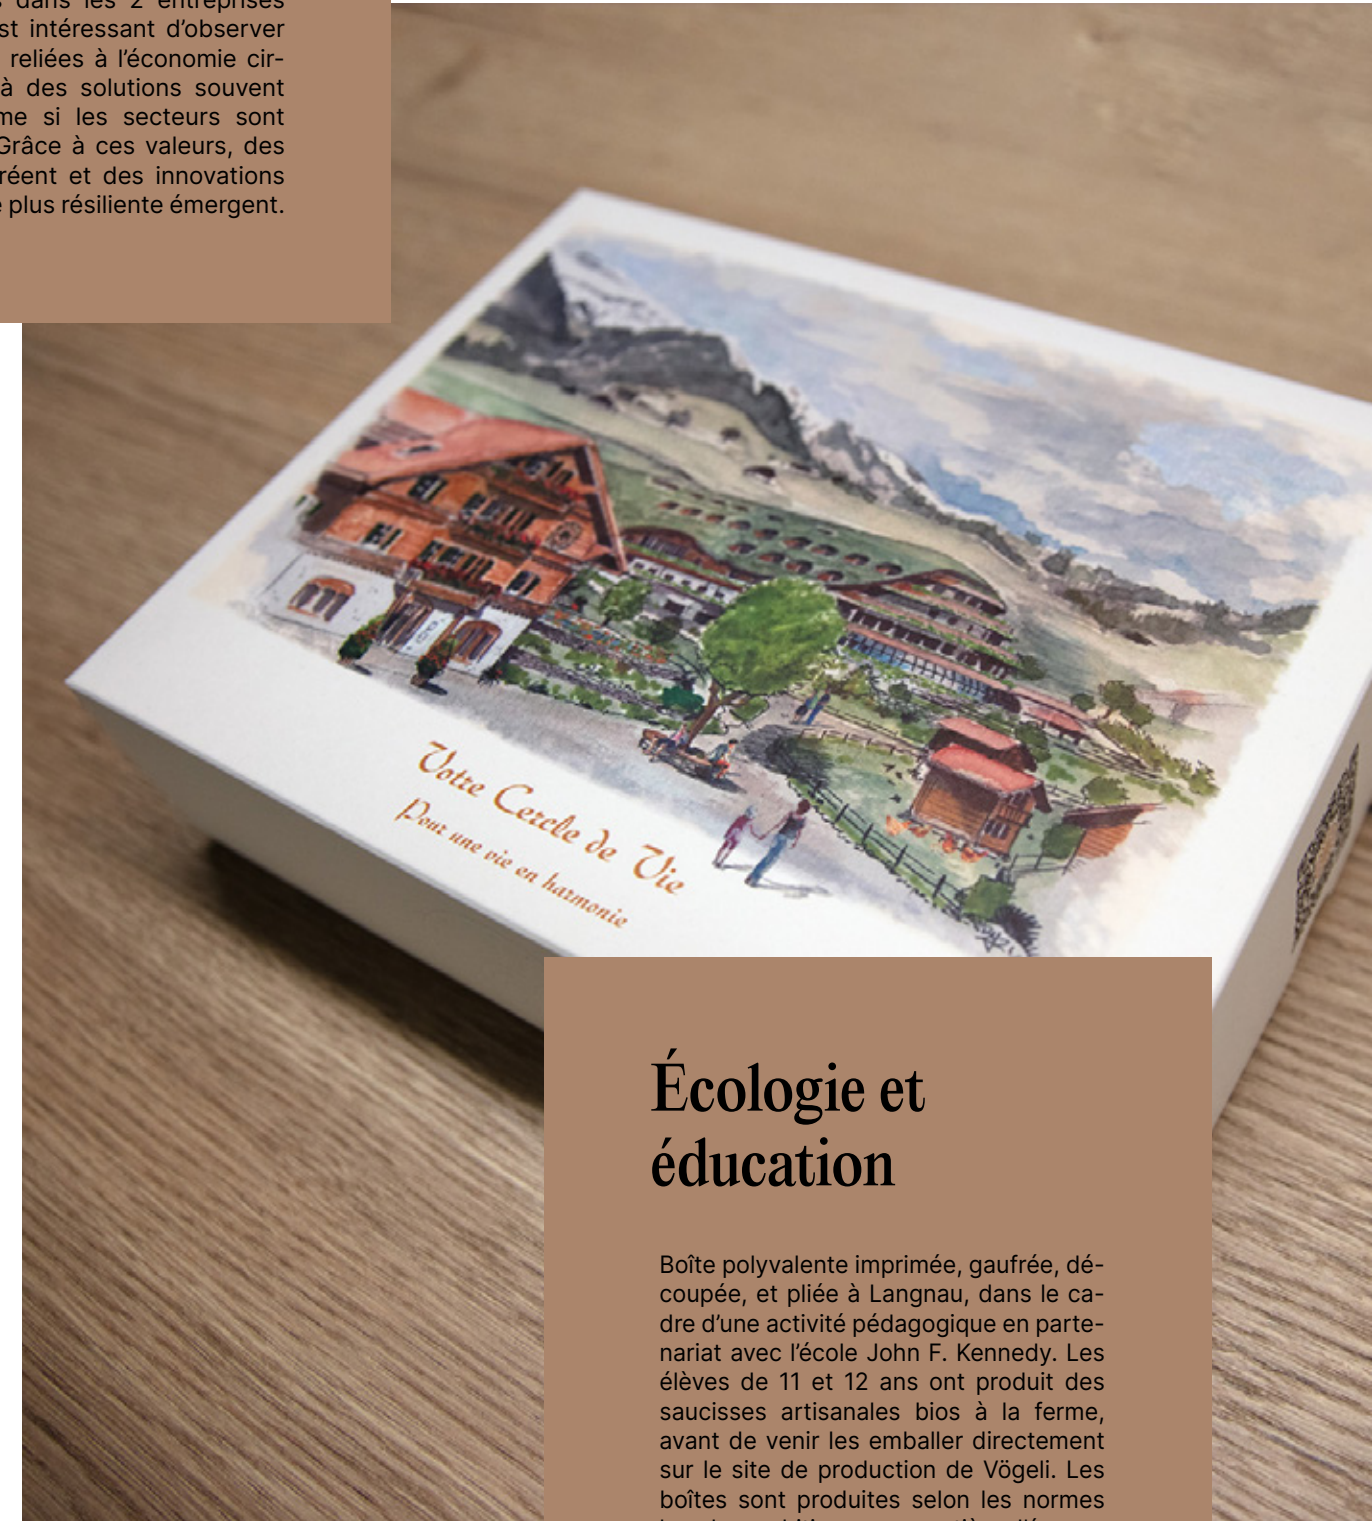 dans les 2 entreprises
intéressant d’observer
reliées à l’économie cir-
à des solutions souvent
si les secteurs sont
Grâce à ces valeurs, des
et des innovations
plus résiliente émergent.
Votre Cercle de Vie
Pour une vie en harmonie
Écologie et
éducation
Boîte polyvalente imprimée, gaufrée, dé-
coupée, et pliée à Langnau, dans le ca-
dre d’une activité pédagogique en parte-
nariat avec l’école John F. Kennedy. Les
élèves de 11 et 12 ans ont produit des
saucisses artisanales bios à la ferme,
avant de venir les emballer directement
sur le site de production de Vögeli. Les
boîtes sont produites selon les normes